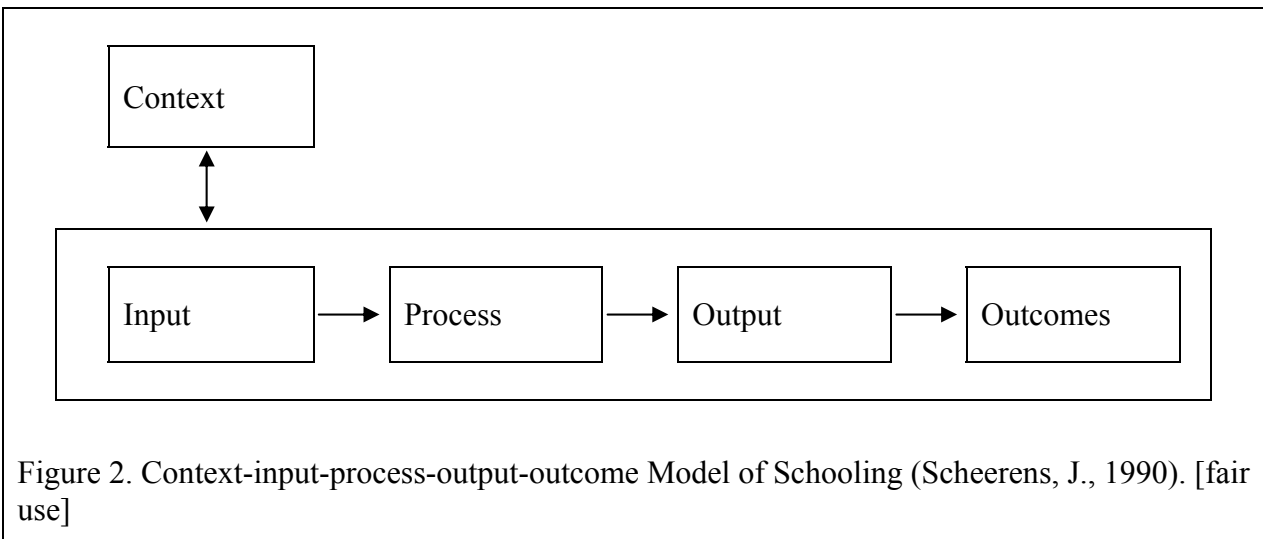 Context
Input
Process
Output
Outcomes
Figure 2. Context-input-process-output-outcome Model of Schooling (Scheerens, J., 1990). [fair
use]